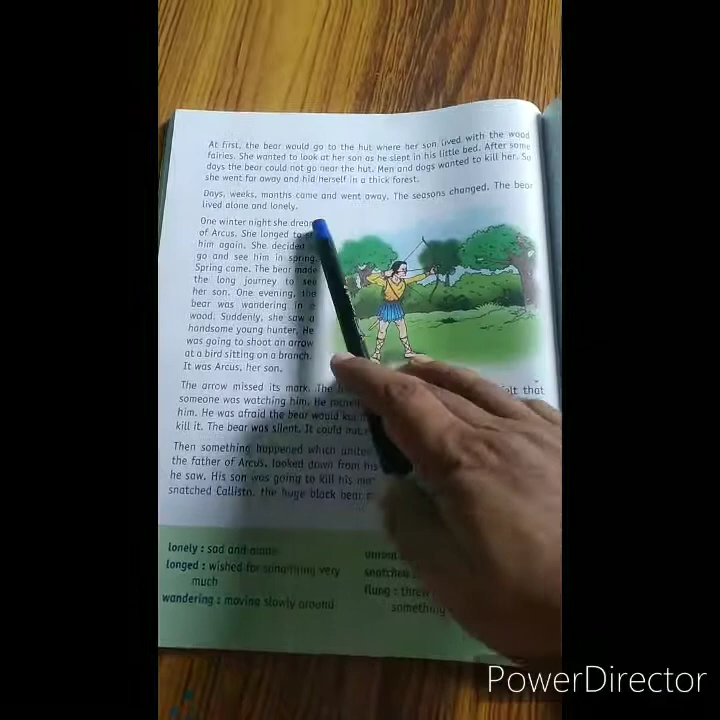 At first, the bear would go to the hut where her son lived with the wood
fairies. She wanted to look at her son as he slept in his little bed. After some
days the bear could not go near the hut. Men and dogs wanted to kill her. So
she went far away and hid herself in a thick forest.
Days, weeks, months came and went away. The seasons changed. The bear
lived alone and lonely.
One winter night she
of Arcus. She longed to
him again. She decided
go and see him in spring.
Spring came. The bear made
the long journey to see
her son. One evening, the
bear was wandering in a
wood. Suddenly, she saw a
handsome young hunter. He
was going to shoot an arrow
at a bird sitting on a branch.
It was Arcus, her son.
The arrow missed its mark. The
felt that
someone was watching him. He
him. He was afraid the bear would
kill it. The bear was silent. It could
Then something happened which
the father of Arcus, looked down from his
he saw. His son was going to kill his
snatched Callisto, the huge black bear
lonely : sad and alone
longed : wished for something very
much
wandering : moving slowly around
snatched
flung : threw
something
PowerDirector